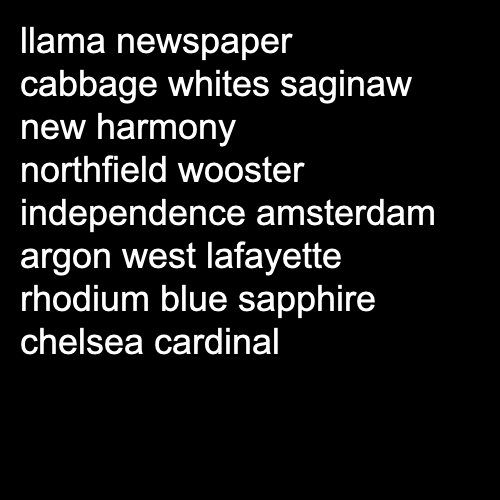 llama newspaper
cabbage whites saginaw
new harmony
northfield wooster
independence amsterdam
argon west lafayette
rhodium blue sapphire
chelsea cardinal